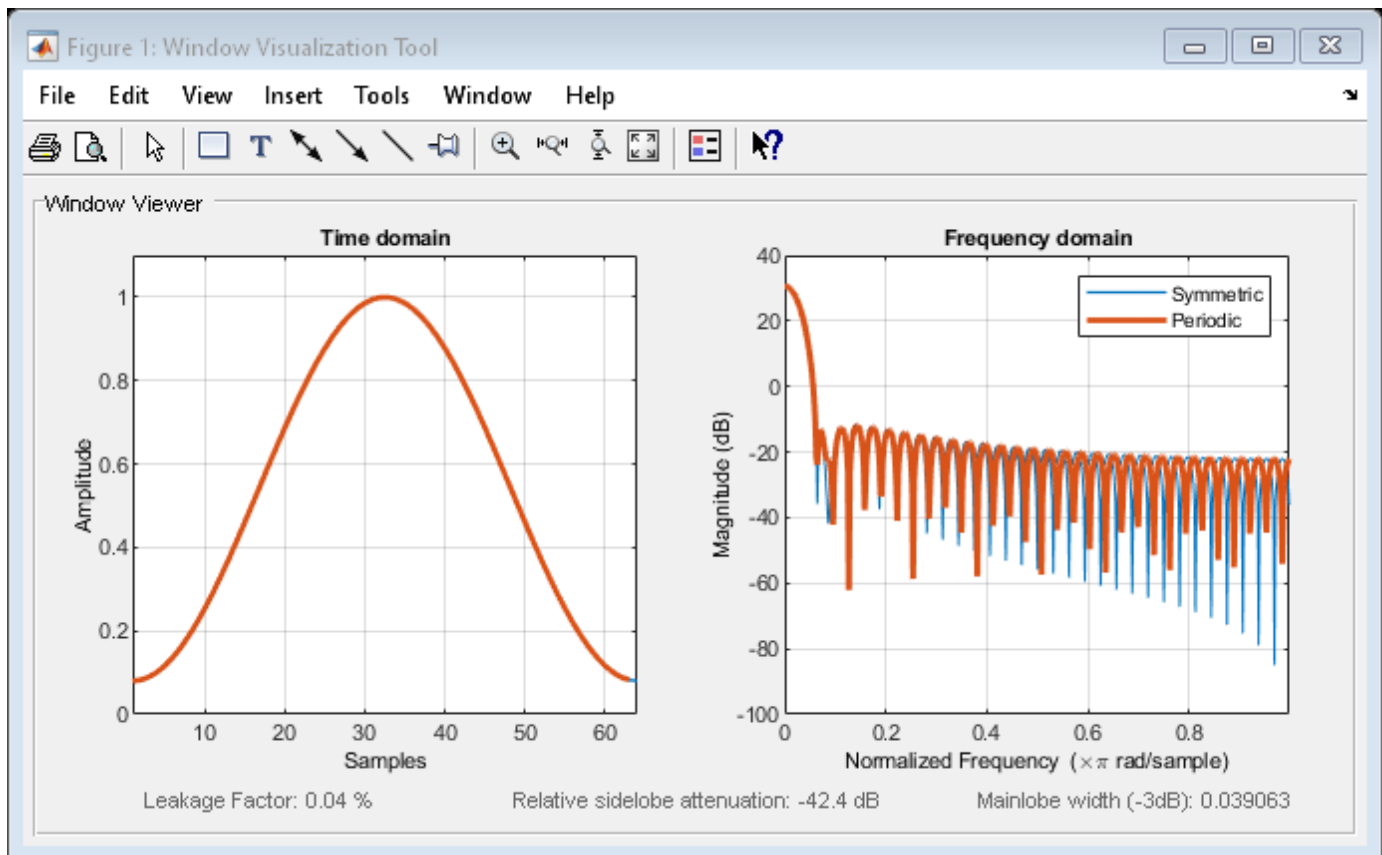 Figure 1: Window Visualization Tool
File Edit View Insert Tools Window Help
T
?
Window Viewer
Time domain
1
0.8
0.6
0.4
0.2
0
Amplitude
10 20 30 40 50 60
Samples
Frequency domain
40
20
0
-20
-40
-60
-80
-100
Magnitude (dB)
Symmetric
Periodic
0 0.2 0.4 0.6 0.8
Normalized Frequency (×π rad/sample)
Leakage Factor: 0.04 % Relative sidelobe attenuation: -42.4 dB Mainlobe width (-3dB): 0.039063